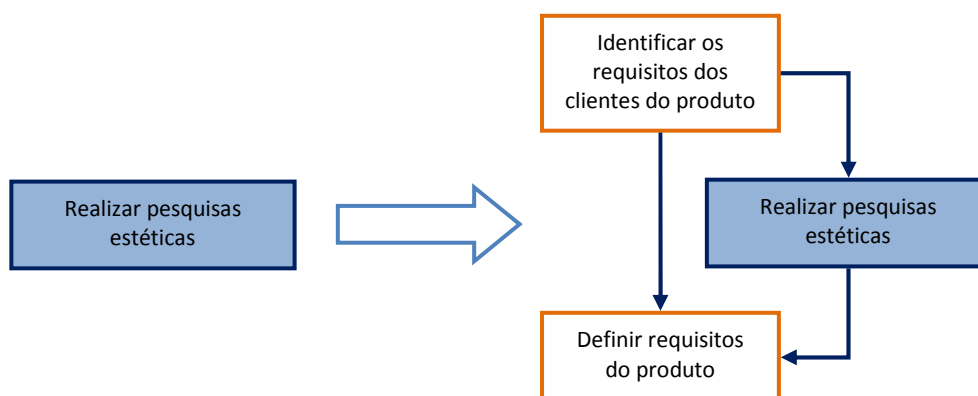 Realizar pesquisas
estéticas
Identificar os
requisitos dos
clientes do produto
Realizar pesquisas
estéticas
Definir requisitos
do produto